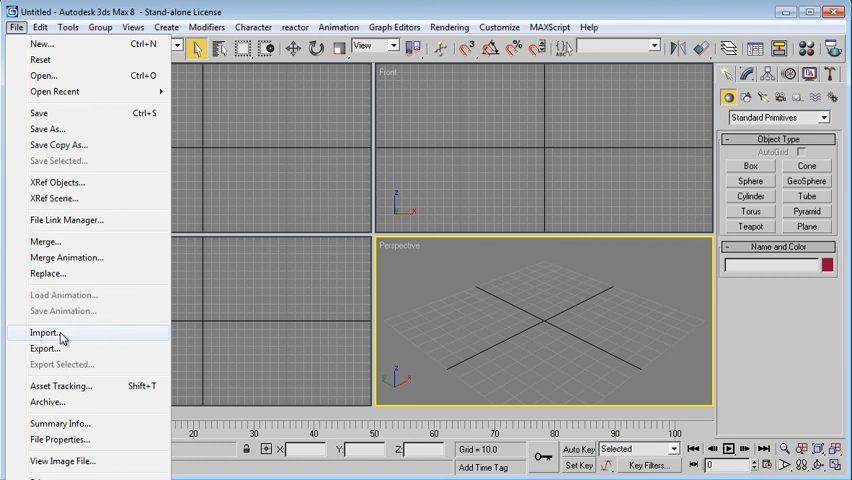 Untitled - Autodesk 3ds Max 8 - Stand-alone License
File Edit Tools Group Views Create Modifiers Character reactor Animation Graph Editors Rendering Customize MAXScript Help
New... Ctrl+N
Reset
Open... Ctrl+O
Open Recent
Save Ctrl+S
Save As...
Save Copy As...
Save Selected...
XRef Objects...
XRef Scene...
File Link Manager...
Merge...
Merge Animation...
Replace...
Load Animation...
Save Animation...
Import...
Export...
Export Selected...
Asset Tracking... Shift+T
Archive...
Summary Info...
File Properties...
View Image File...
View
3
Front
z
x
Perspective
z
y
x
Standard Primitives
Object Type
AutoGrid
Box Cone
Sphere GeoSphere
Cylinder Tube
Torus Pyramid
Teapot Plane
Name and Color
20 30 40 50 60 70 80 90 100
X: Y: Z: Grid = 10.0
Add Time Tag
Auto Key Selected
Set Key Key Filters...
0